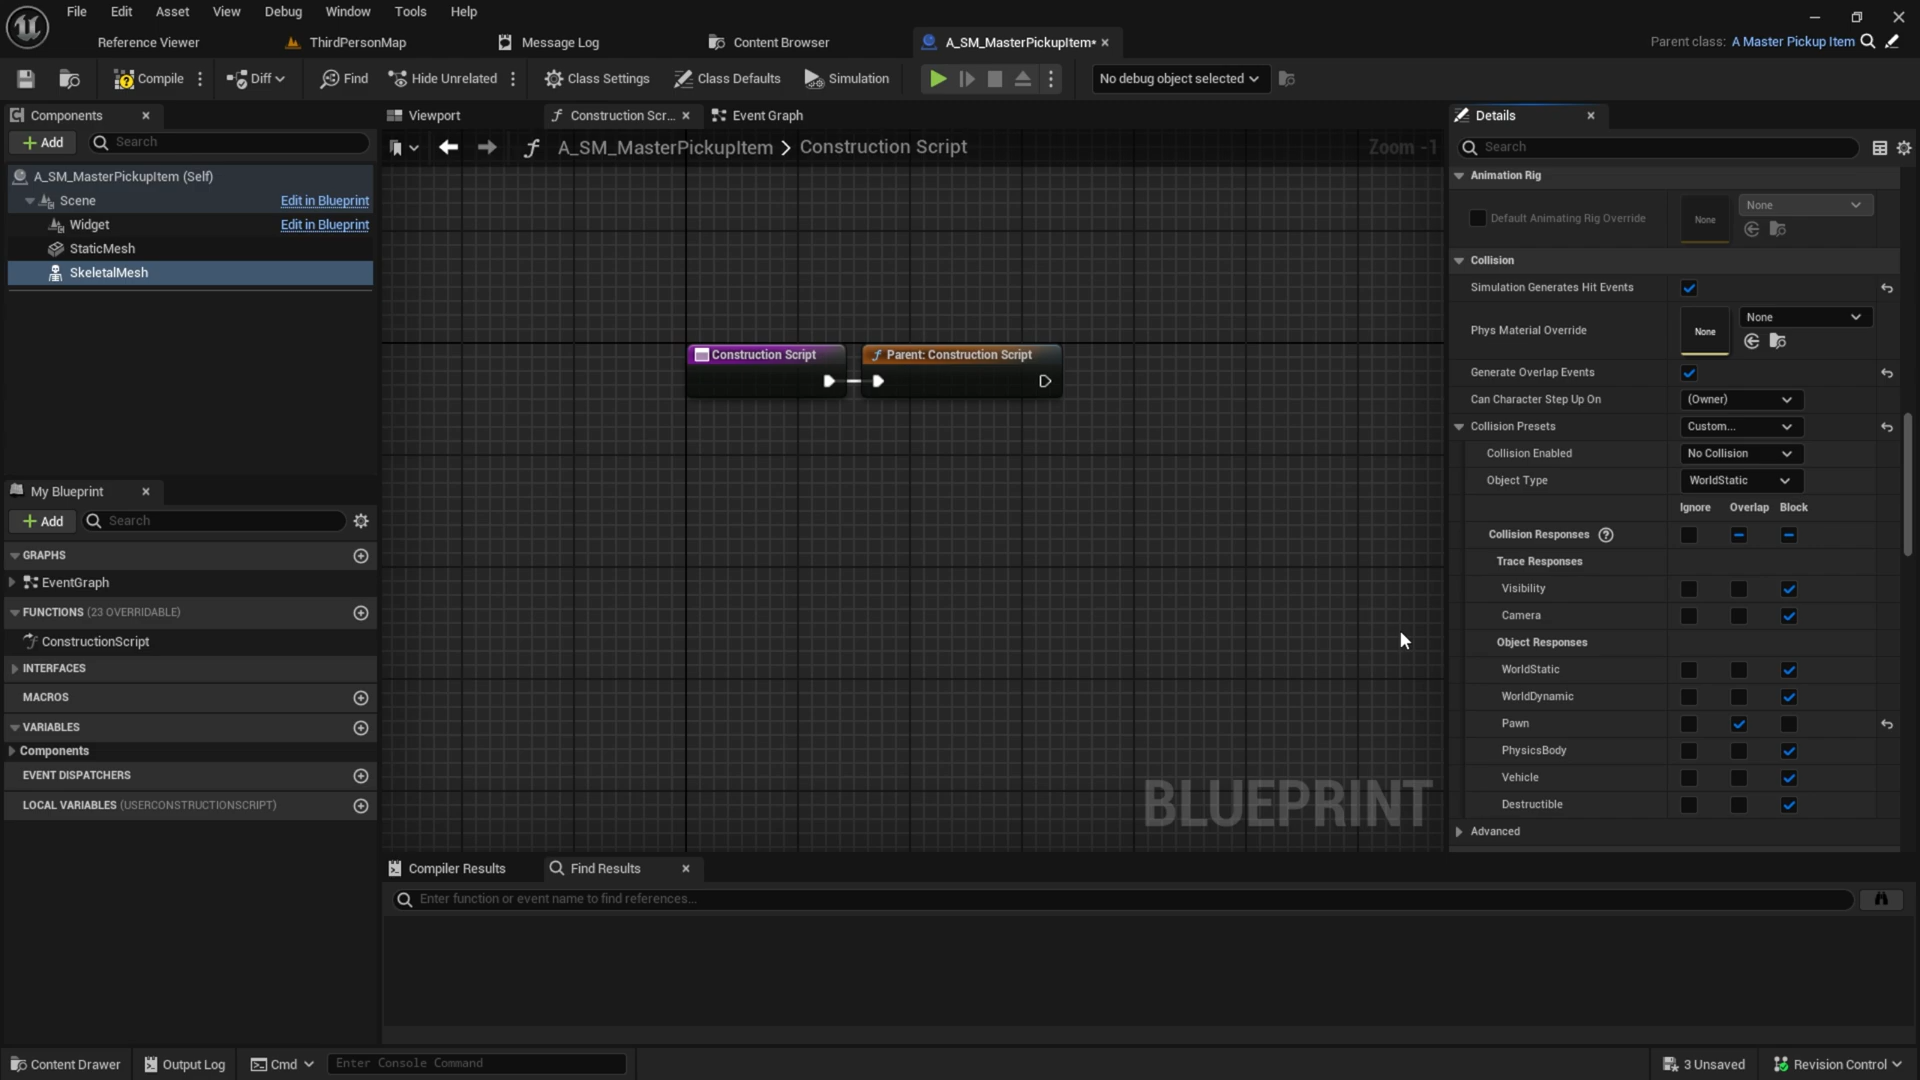 File Edit Asset View Debug Window Tools Help
Reference Viewer ThirdPersonMap Message Log Content Browser A_SM_MasterPickupItem* Parent class: A Master Pickup Item
Compile Diff Find Hide Unrelated Class Settings Class Defaults Simulation No debug object selected
Components
Add Search
A_SM_MasterPickupItem (Self)
Scene Edit in Blueprint
Widget Edit in Blueprint
StaticMesh
SkeletalMesh
My Blueprint
Add Search
GRAPHS
EventGraph
FUNCTIONS (23 OVERRIDABLE)
ConstructionScript
INTERFACES
MACROS
VARIABLES
Components
EVENT DISPATCHERS
LOCAL VARIABLES (USERCONSTRUCTIONSCRIPT)
Viewport Construction Scr... Event Graph
A_SM_MasterPickupItem > Construction Script Zoom -1
Construction Script
Parent: Construction Script
BLUEPRINT
Compiler Results Find Results
Enter function or event name to find references...
Details
Search
Animation Rig
Default Animating Rig Override None None
Collision
Simulation Generates Hit Events
Phys Material Override None None
Generate Overlap Events
Can Character Step Up On (Owner)
Collision Presets Custom...
Collision Enabled No Collision
Object Type WorldStatic
Ignore Overlap Block
Collision Responses ?
Trace Responses
Visibility
Camera
Object Responses
WorldStatic
WorldDynamic
Pawn
PhysicsBody
Vehicle
Destructible
Advanced
Content Drawer Output Log Cmd Enter Console Command 3 Unsaved Revision Control